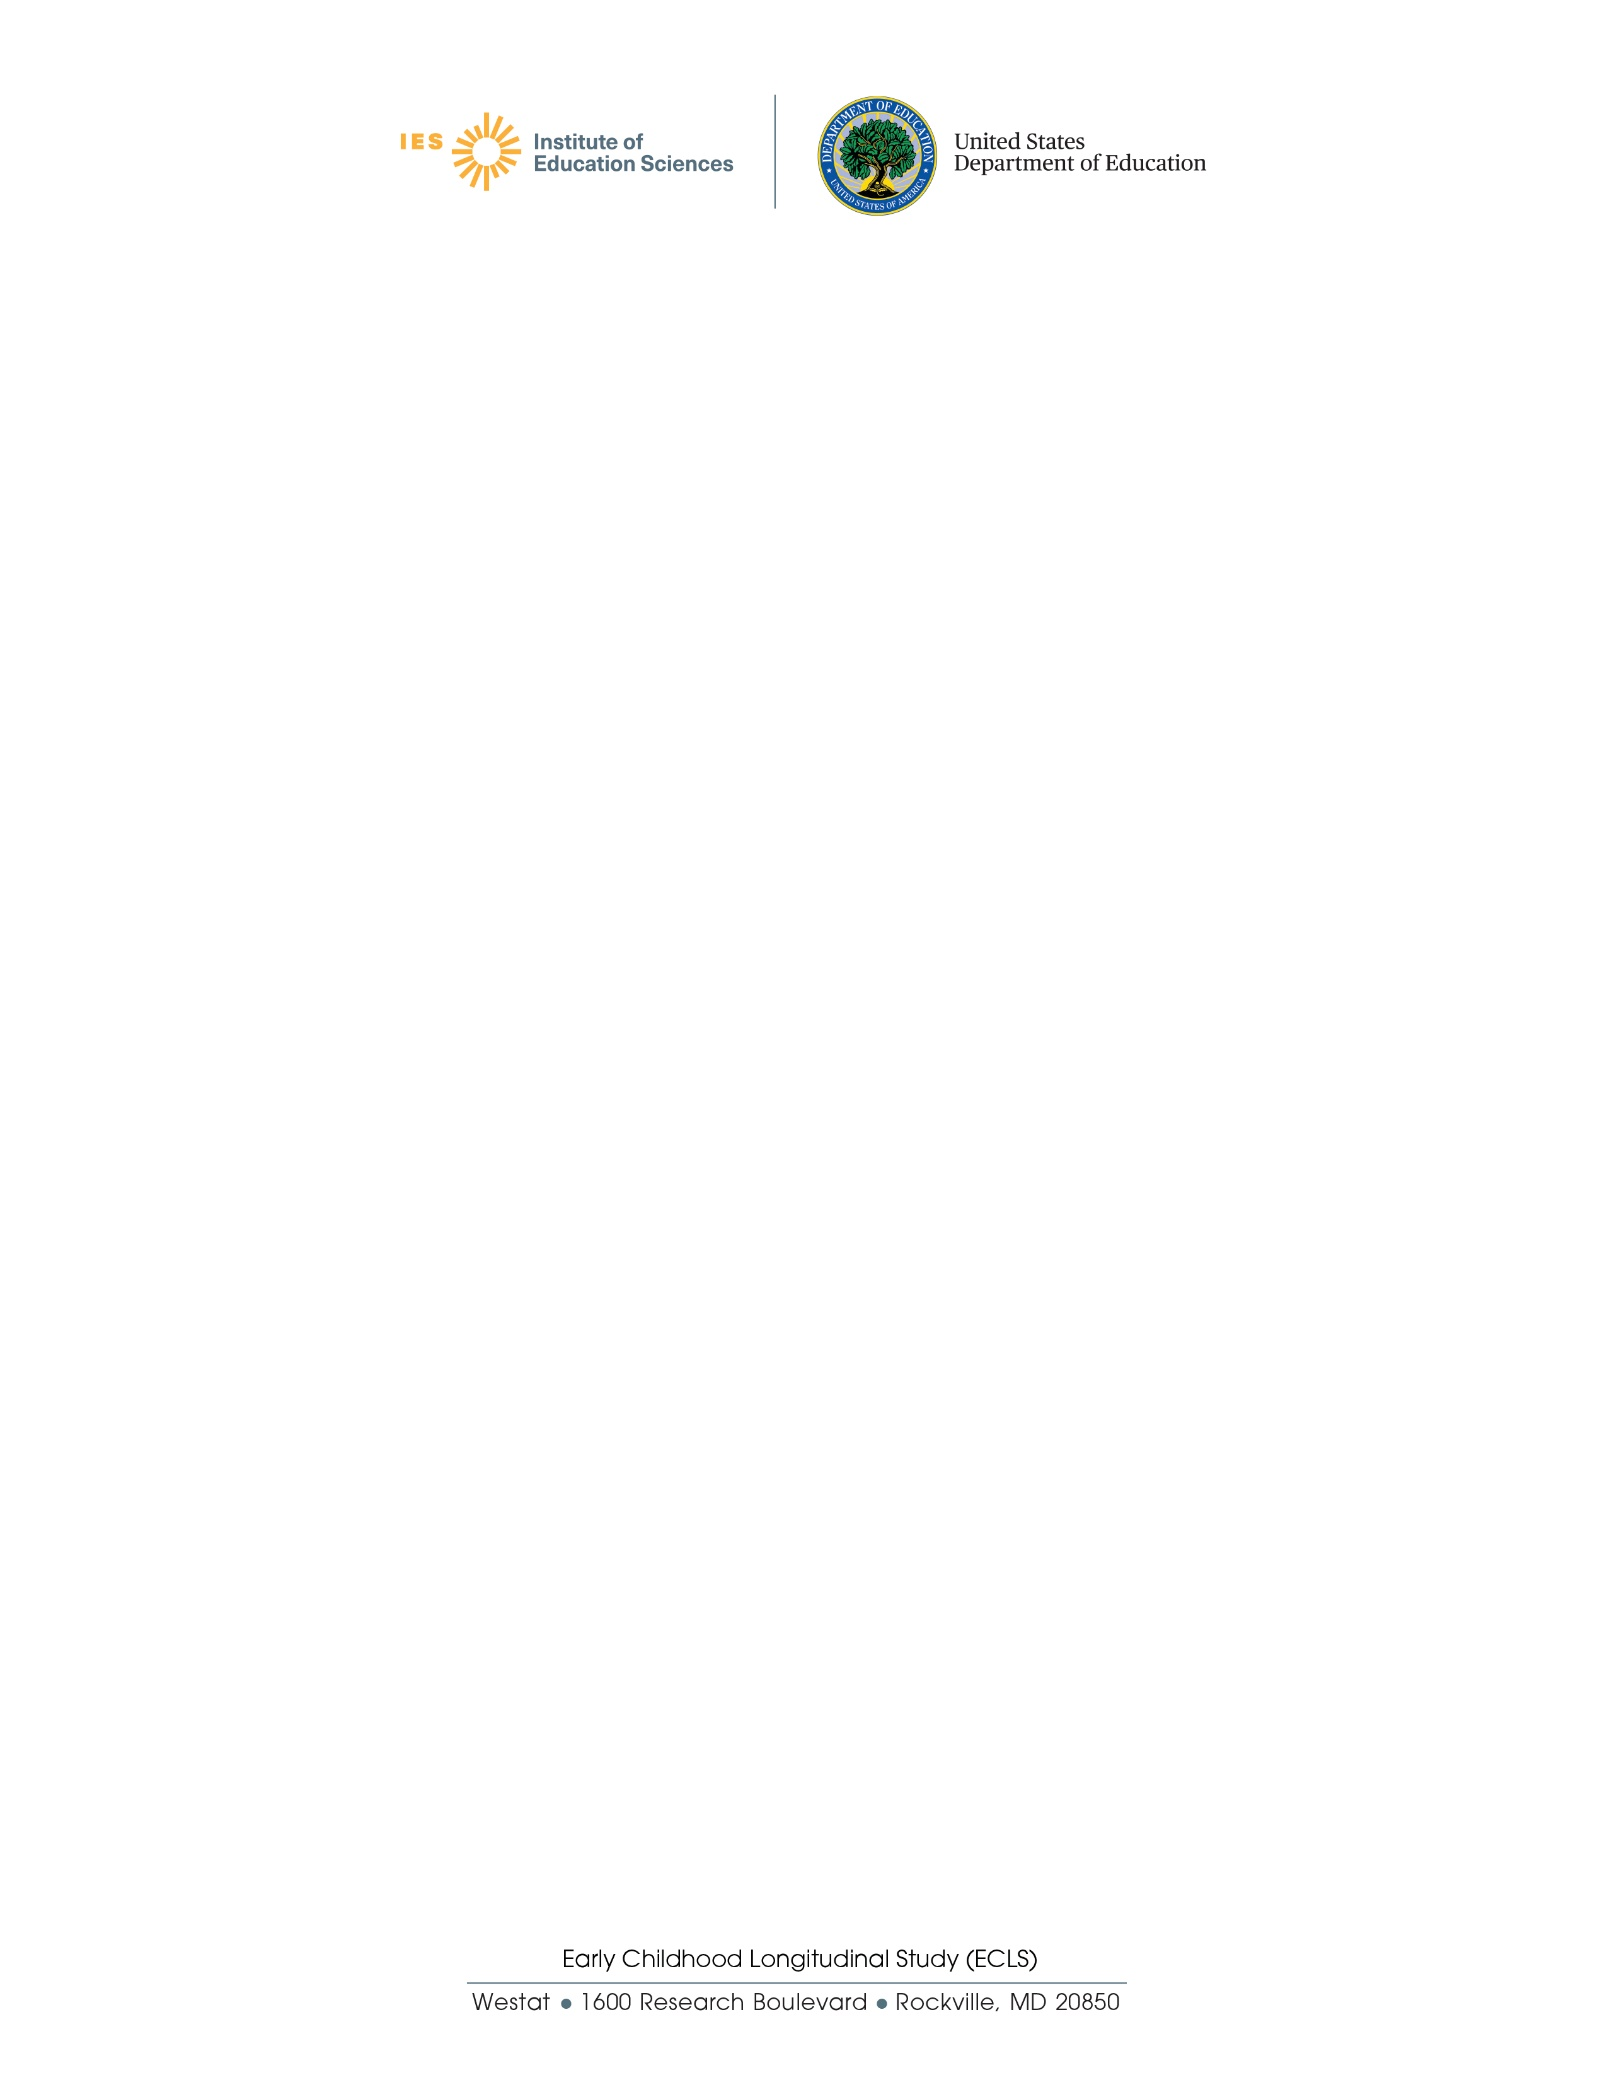 IES
Institute of
Education Sciences
DEPARTMENT OF EDUCATION
UNITED STATES OF AMERICA
United States
Department of Education
Early Childhood Longitudinal Study (ECLS)
Westat ● 1600 Research Boulevard ● Rockville, MD 20850